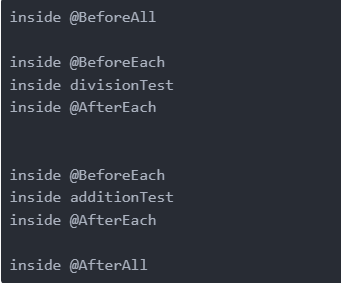 inside @BeforeAll
inside @BeforeEach
inside divisionTest
inside @AfterEach
inside @BeforeEach
inside additionTest
inside @AfterEach
inside @AfterAll